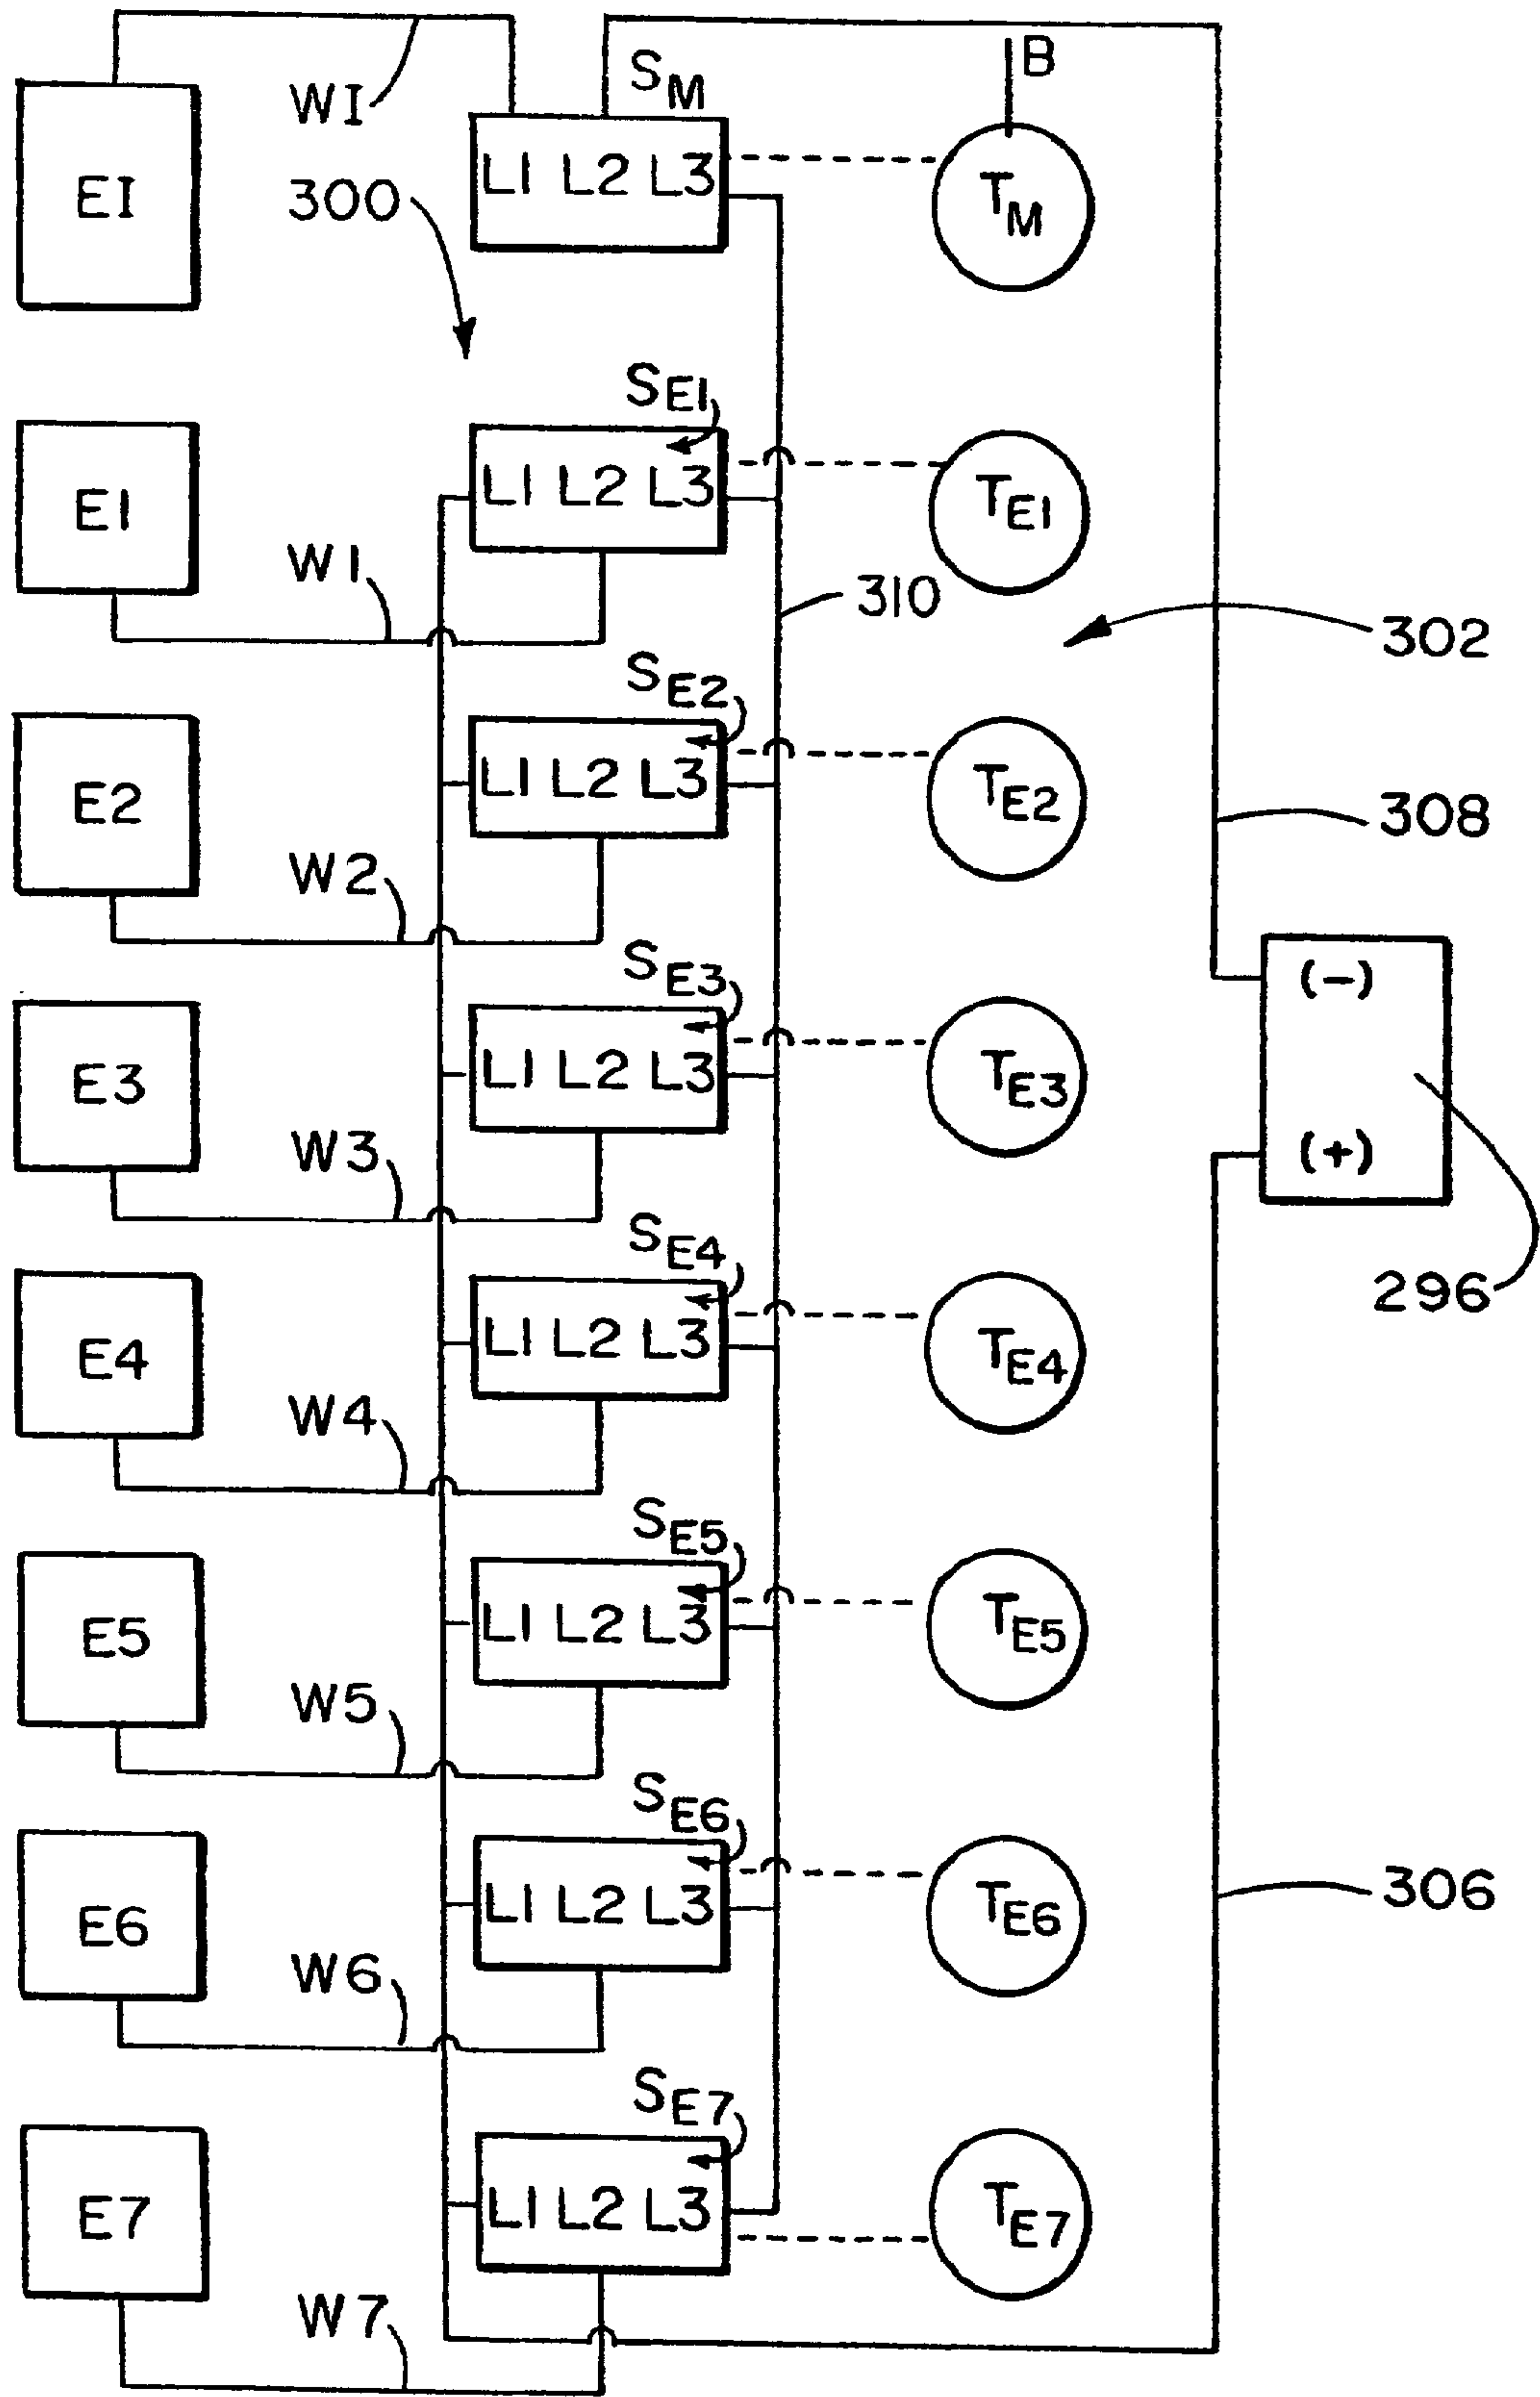 B
WI
S_M
EI
300
L1 L2 L3
T_M
S_E1
E1
L1 L2 L3
T_E1
W1
310
302
S_E2
E2
L1 L2 L3
T_E2
308
W2
S_E3
(-)
E3
L1 L2 L3
T_E3
W3
(+)
S_E4
296
E4
L1 L2 L3
T_E4
W4
S_E5
E5
L1 L2 L3
T_E5
W5
S_E6
306
E6
L1 L2 L3
T_E6
W6
S_E7
E7
L1 L2 L3
T_E7
W7